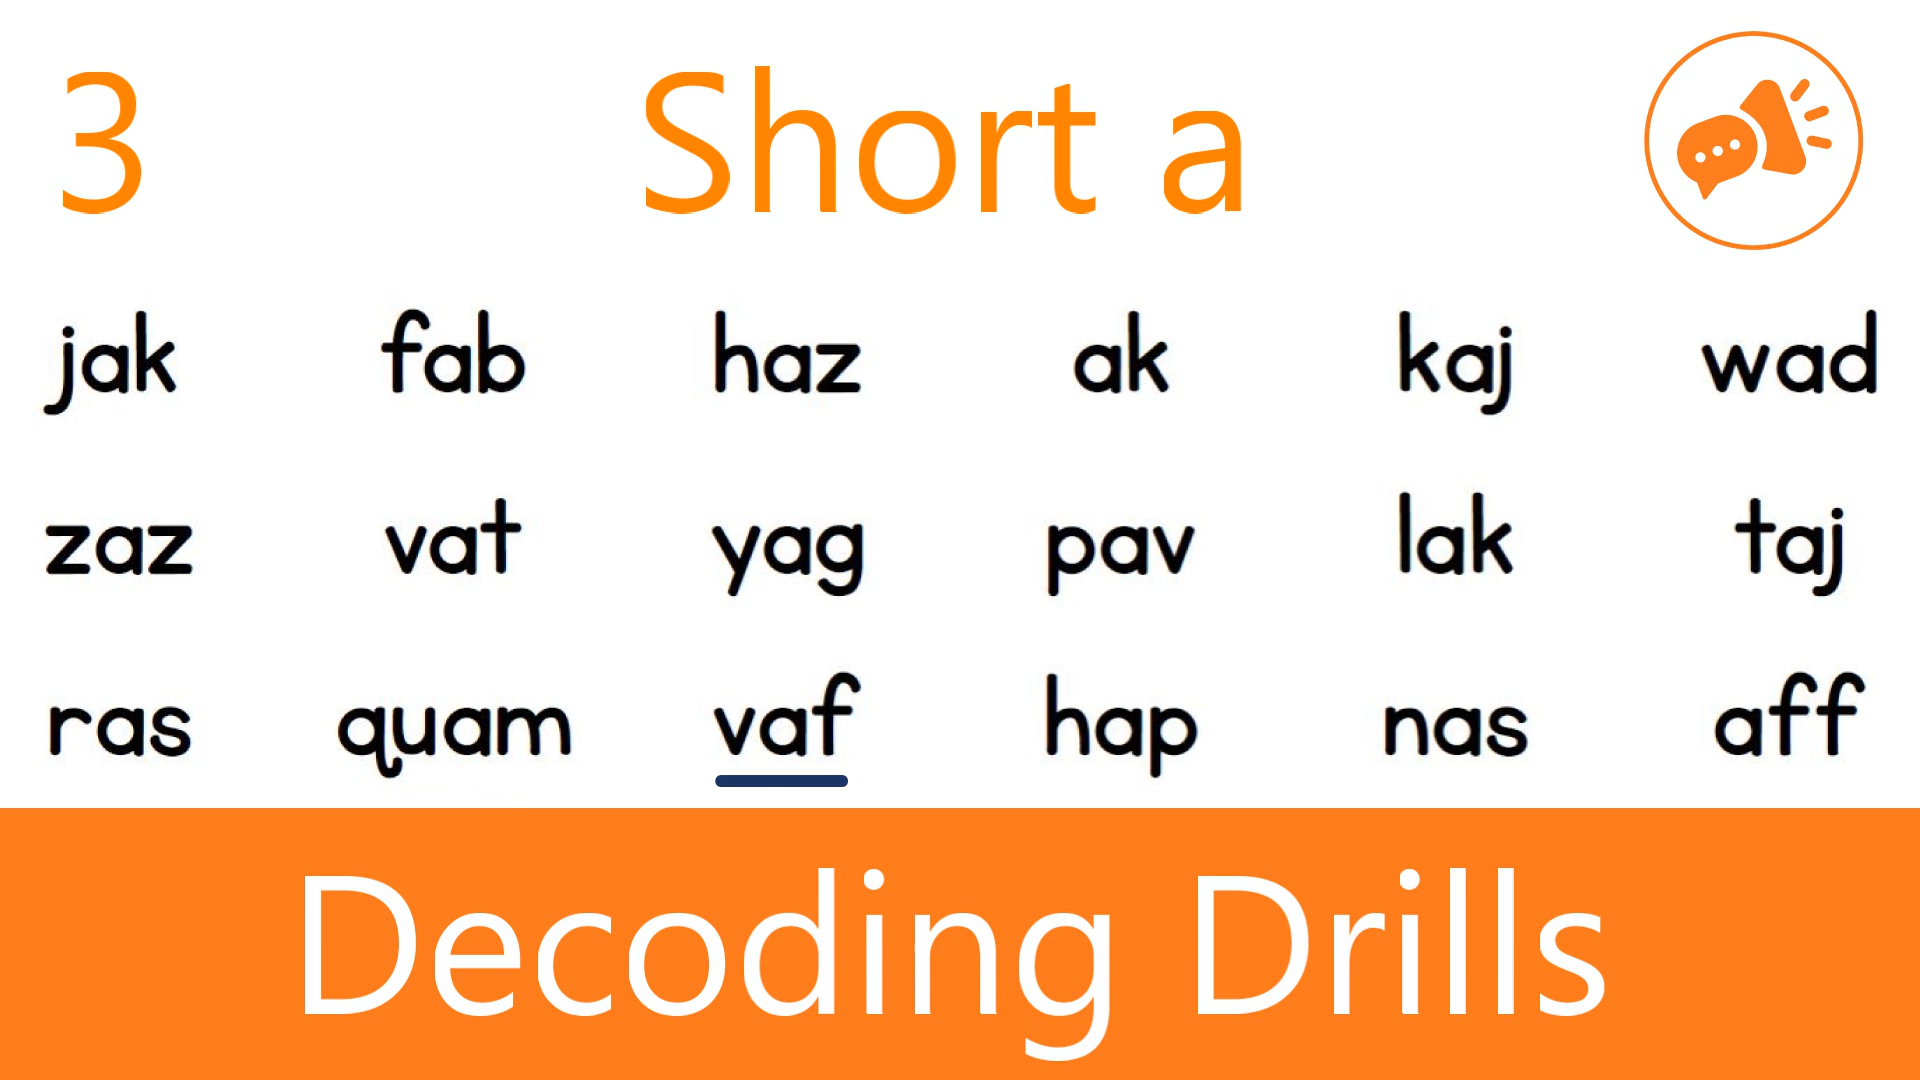 3 Short a
jak fab haz ak kaj wad
zaz vat yag pav lak taj
ras quam vaf hap nas aff
Decoding Drills